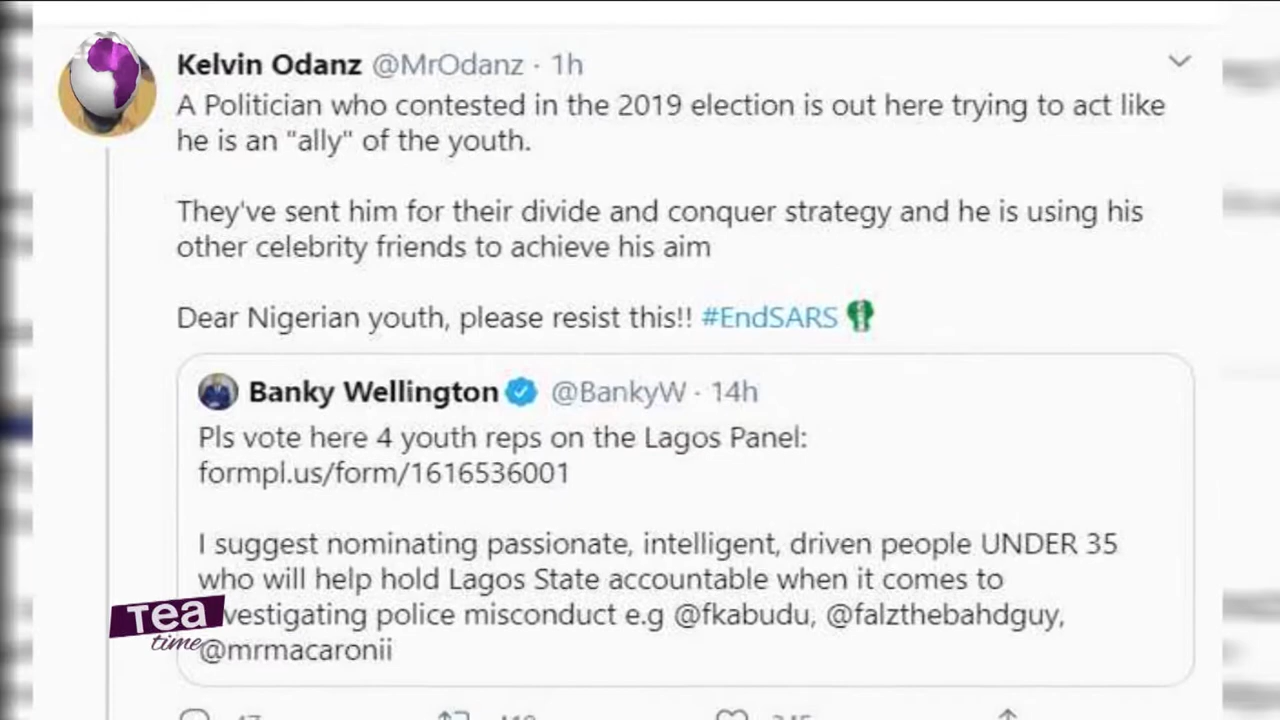 Kelvin Odanz @MrOdanz · 1h
A Politician who contested in the 2019 election is out here trying to act like
he is an "ally" of the youth.
They've sent him for their divide and conquer strategy and he is using his
other celebrity friends to achieve his aim
Dear Nigerian youth, please resist this!! #EndSARS
Banky Wellington @BankyW · 14h
Pls vote here 4 youth reps on the Lagos Panel:
formpl.us/form/1616536001
I suggest nominating passionate, intelligent, driven people UNDER 35
who will help hold Lagos State accountable when it comes to
vestigating police misconduct e.g @fkabudu, @falzthebahdguy,
@mrmacaronii
Tea
time